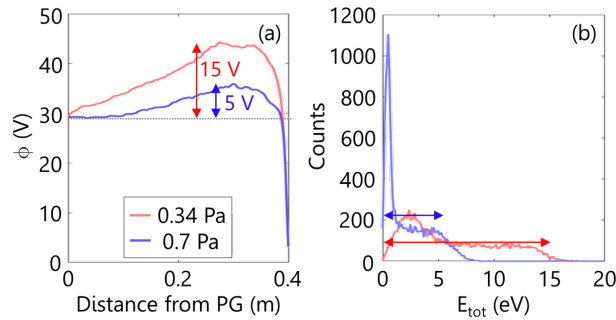 (a)
50
40
30
20
10
0
ϕ (V)
15 V
5 V
0.34 Pa
0.7 Pa
0
0.2
0.4
Distance from PG (m)
(b)
1200
1000
800
600
400
200
0
Counts
0
5
10
15
20
E_tot (eV)